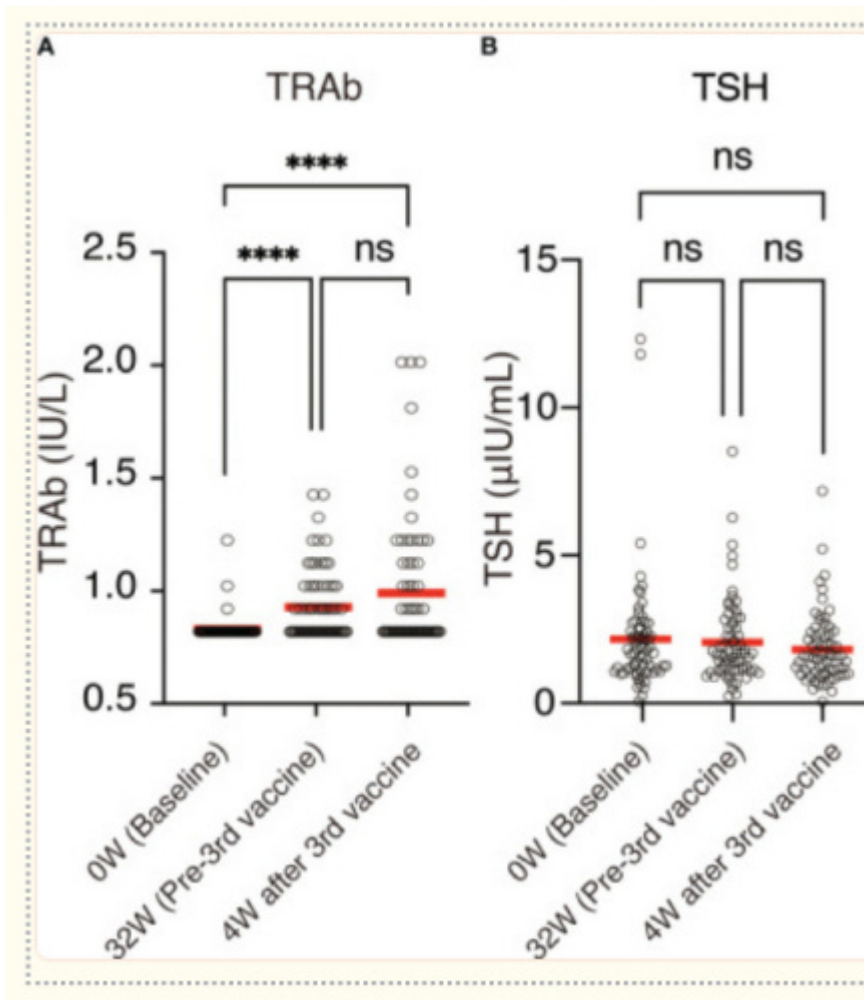 A
TRAb
****
****
ns
2.5
2.0
1.5
1.0
0.5
TRAb (IU/L)
0W (Baseline)
32W (Pre-3rd vaccine)
4W after 3rd vaccine
B
TSH
ns
ns
ns
15
10
5
0
TSH (μIU/mL)
0W (Baseline)
32W (Pre-3rd vaccine)
4W after 3rd vaccine